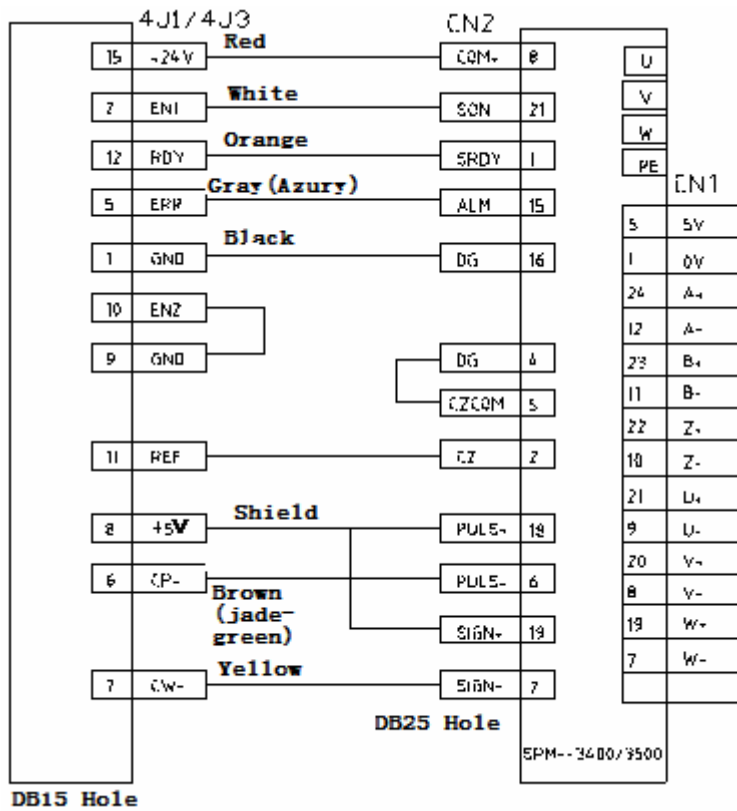 4J1/4J3
CN2
Red
15 +24V COM+ 8 U
White V
2 EN1 SON 21
W
Orange
12 RDY SRDY 1 PE
Gray(Azury) CN1
5 ERR ALM 15
5 5V
Black
1 GND DG 16 1 0V
24 A+
10 EN2
12 A-
9 GND DG 4 23 B+
CZCOM 5 11 B-
22 Z+
11 REF CZ 2 10 Z-
21 U+
Shield
8 +5V PULS+ 18 9 U-
20 V+
6 CP- PULS- 6
Brown 8 V-
(jade-
green) SIGN+ 19 19 W+
Yellow 7 W-
7 CW- SIGN- 7
DB25 Hole
SPM--3400/3500
DB15 Hole